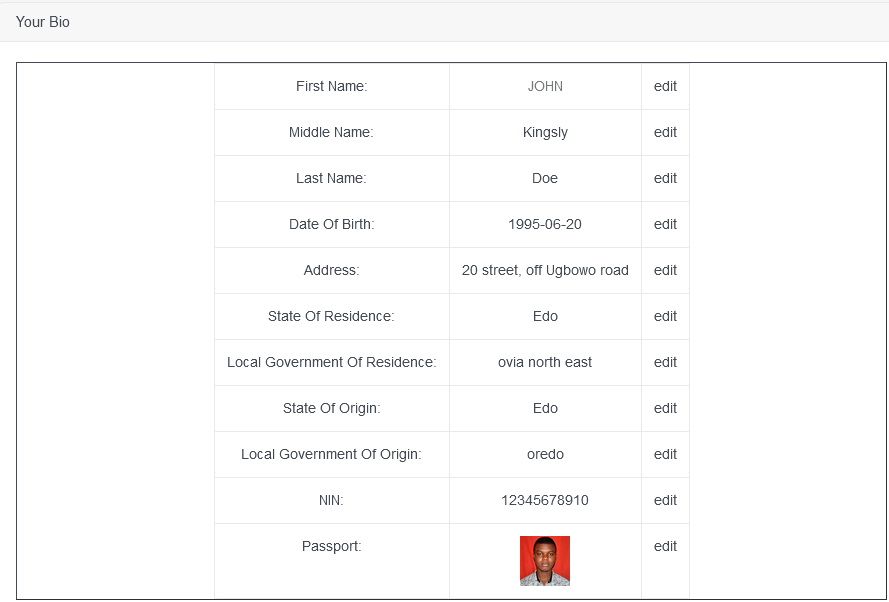 Your Bio
First Name: JOHN edit
Middle Name: Kingsly edit
Last Name: Doe edit
Date Of Birth: 1995-06-20 edit
Address: 20 street, off Ugbowo road edit
State Of Residence: Edo edit
Local Government Of Residence: ovia north east edit
State Of Origin: Edo edit
Local Government Of Origin: oredo edit
NIN: 12345678910 edit
Passport: edit